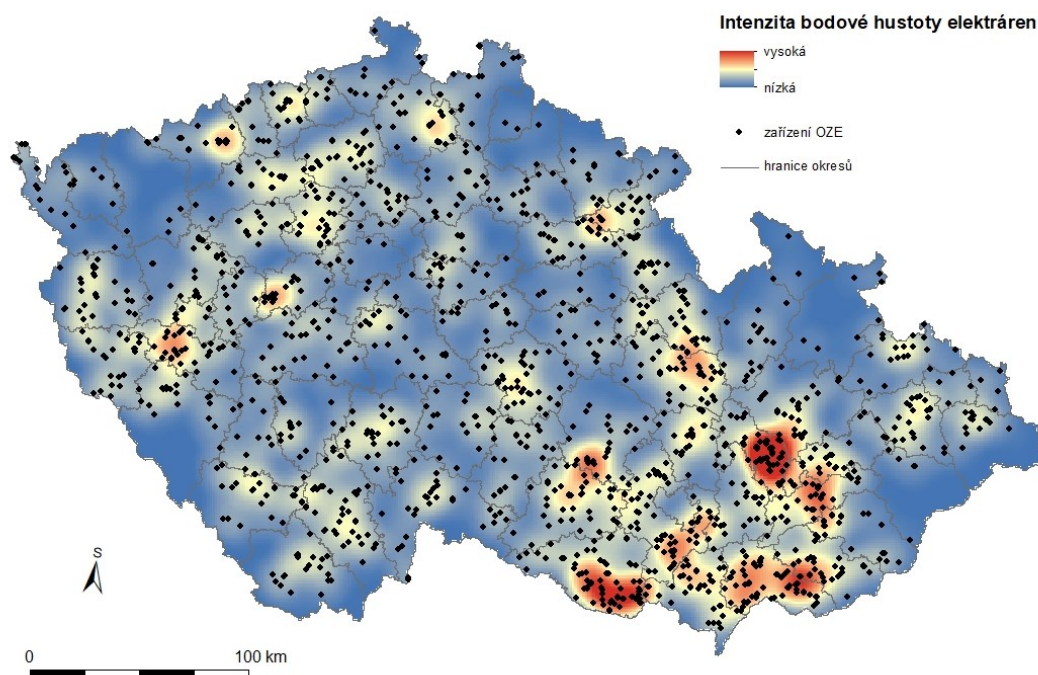 Intenzita bodové hustoty elektráren
vysoká
nízká
zařízení OZE
hranice okresů
S
0 100 km